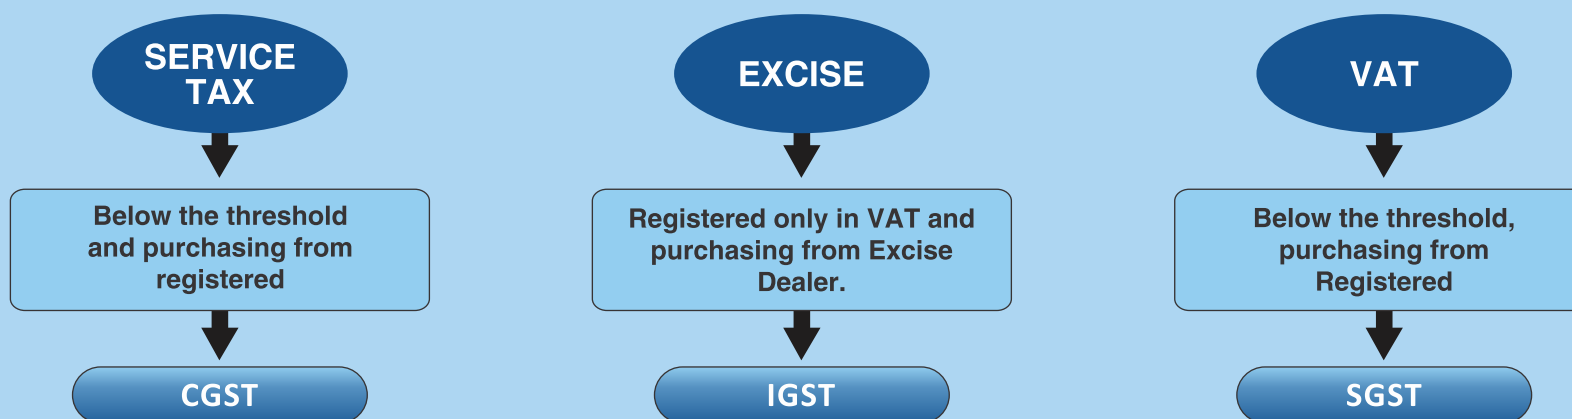 SERVICE
TAX
Below the threshold
and purchasing from
registered
CGST
EXCISE
Registered only in VAT and
purchasing from Excise
Dealer.
IGST
VAT
Below the threshold,
purchasing from
Registered
SGST